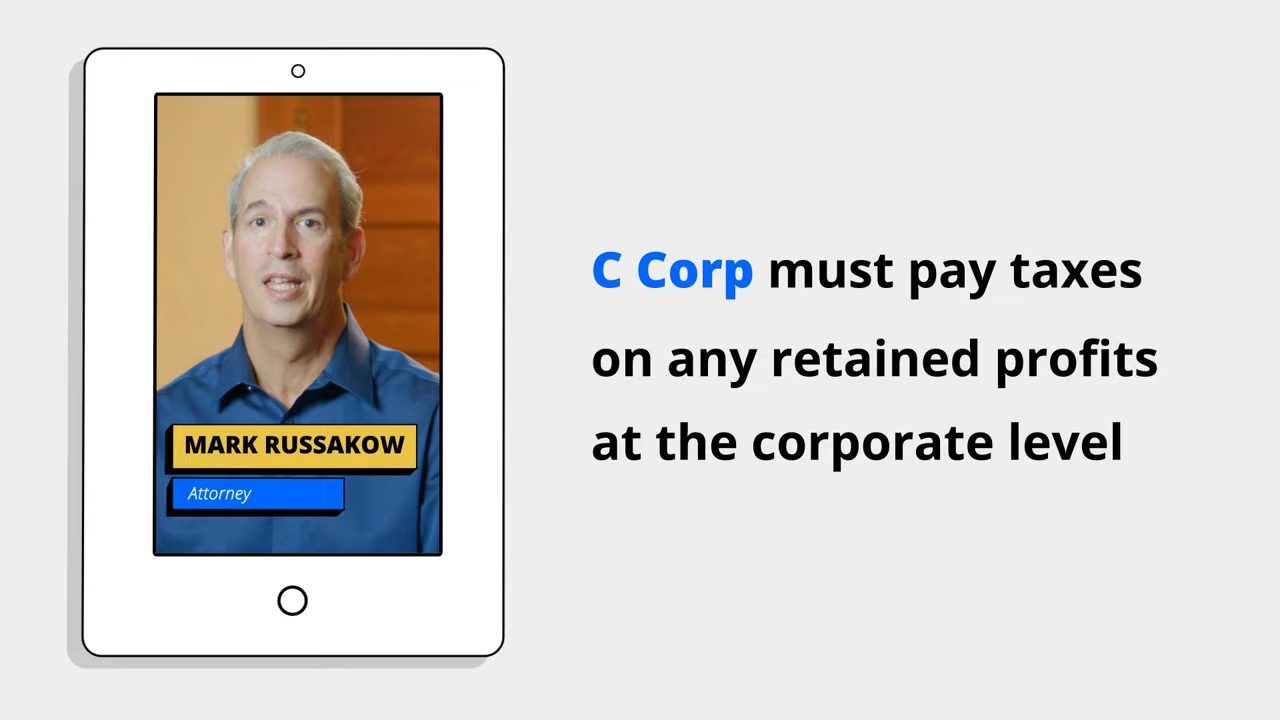 MARK RUSSAKOW
Attorney
C Corp must pay taxes
on any retained profits
at the corporate level